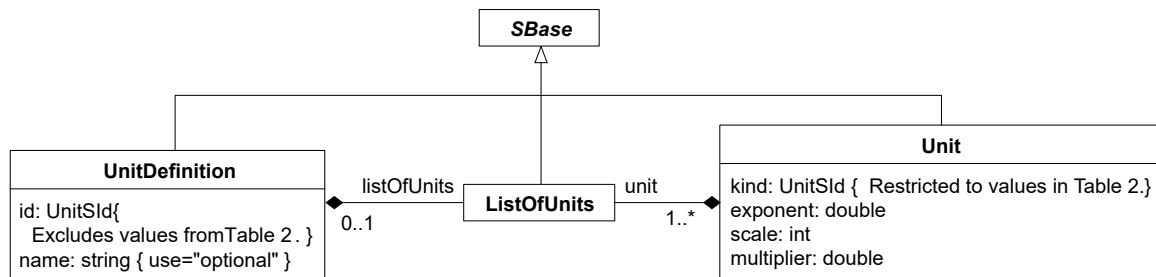 SBase
UnitDefinition
id: UnitSId{
Excludes values fromTable 2. }
name: string { use="optional" }
listOfUnits
0..1
ListOfUnits
unit
1..*
Unit
kind: UnitSId { Restricted to values in Table 2.}
exponent: double
scale: int
multiplier: double